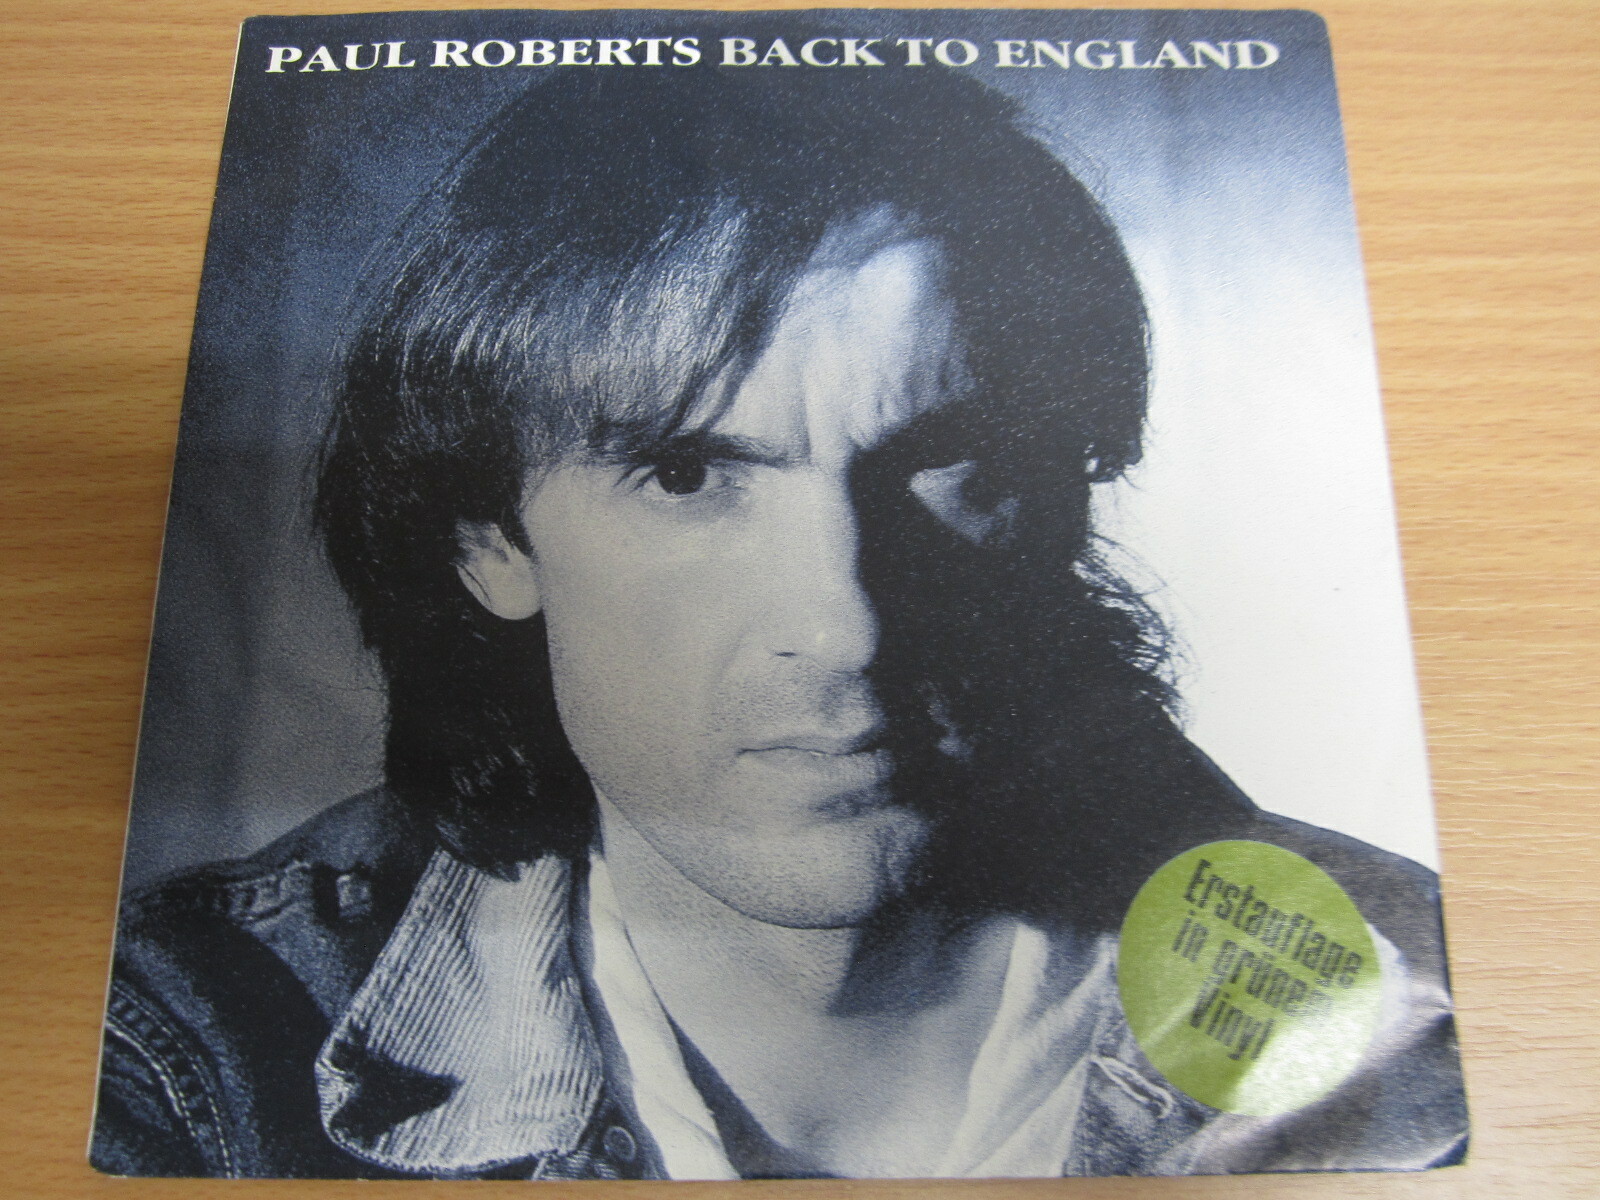 PAUL ROBERTS BACK TO ENGLAND
Erstauflage
in grünem
Vinyl